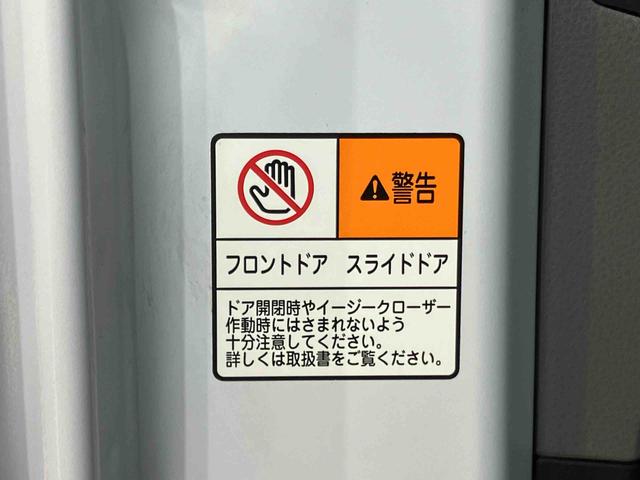 警告
フロントドア スライドドア
ドア開閉時やイージークローザー
作動時にはさまれないよう
十分注意してください。
詳しくは取扱書をご覧ください。